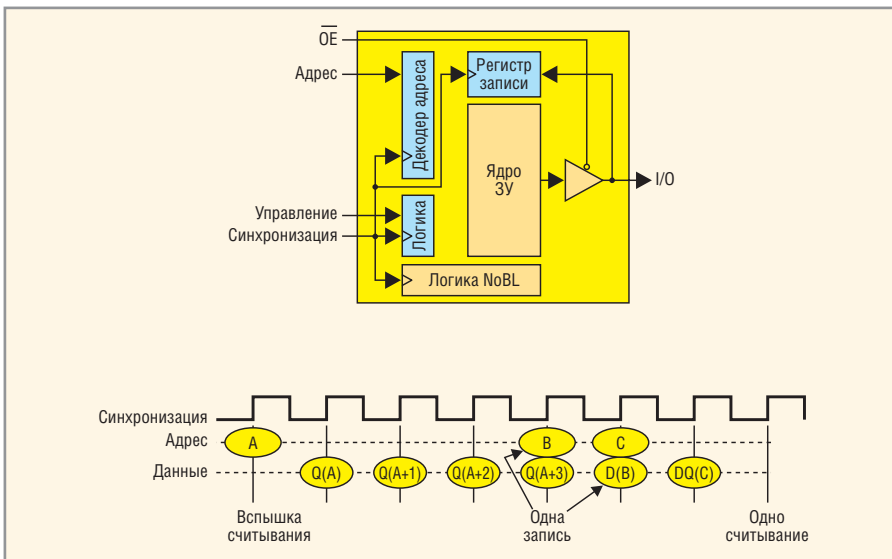 OE
Адрес
Декодер адреса
Регистр
записи
Ядро
ЗУ
I/O
Управление
Синхронизация
Логика
Логика NoBL
Синхронизация
Адрес
A
B
C
Данные
Q(A)
Q(A+1)
Q(A+2)
Q(A+3)
D(B)
DQ(C)
Вспышка
считывания
Одна
запись
Одно
считывание